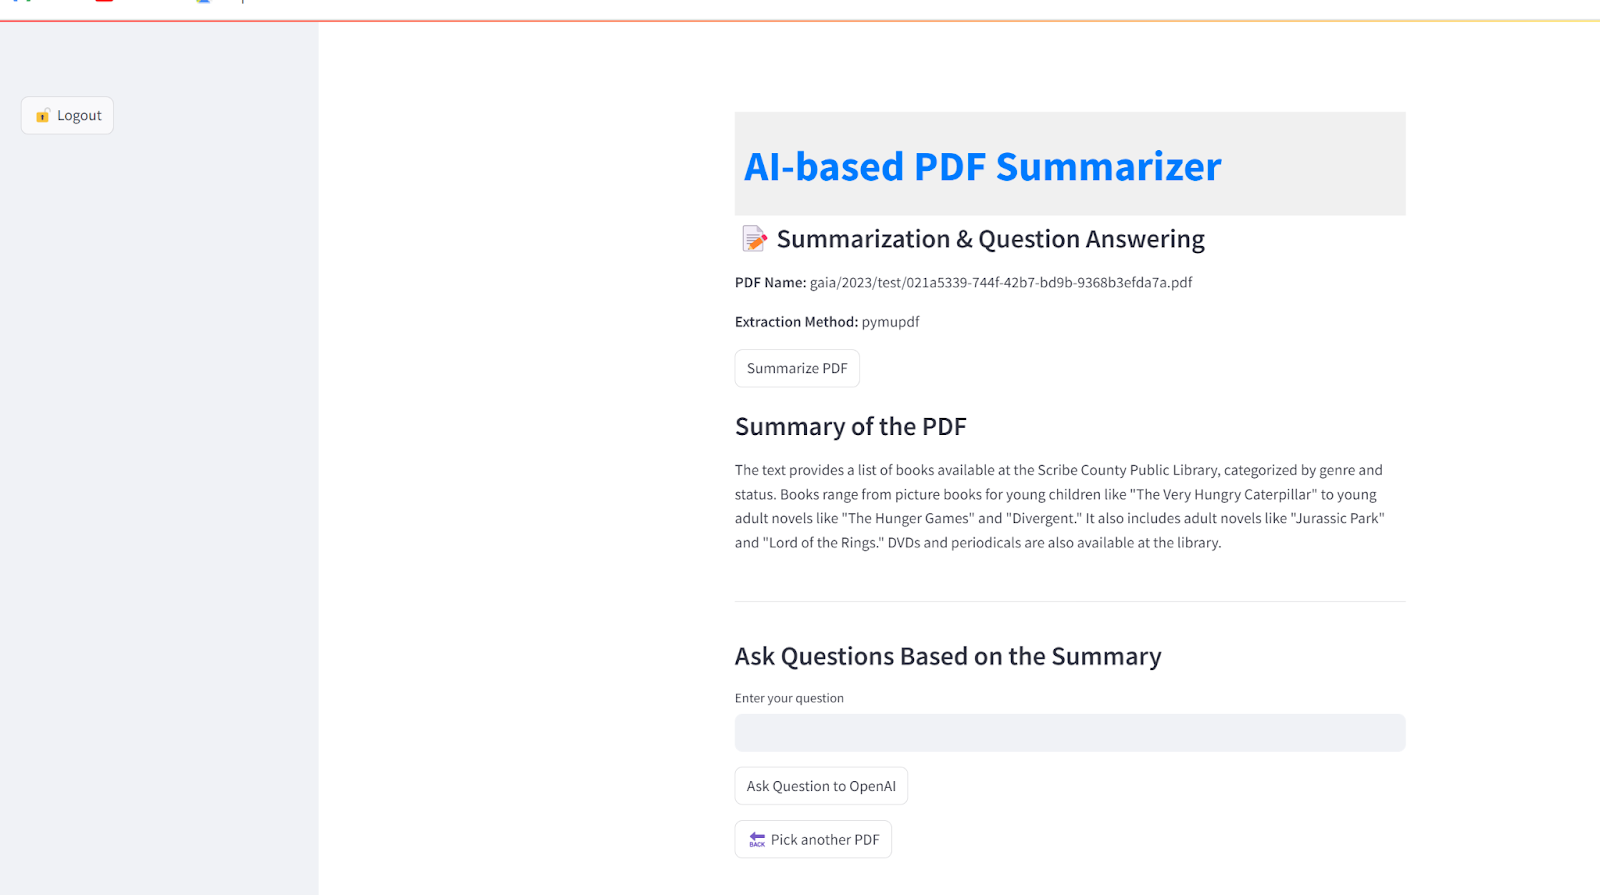 Logout
AI-based PDF Summarizer
Summarization & Question Answering
PDF Name: gaia/2023/test/021a5339-744f-42b7-bd9b-9368b3efda7a.pdf
Extraction Method: pymupdf
Summarize PDF
Summary of the PDF
The text provides a list of books available at the Scribe County Public Library, categorized by genre and
status. Books range from picture books for young children like "The Very Hungry Caterpillar" to young
adult novels like "The Hunger Games" and "Divergent." It also includes adult novels like "Jurassic Park"
and "Lord of the Rings." DVDs and periodicals are also available at the library.
Ask Questions Based on the Summary
Enter your question
Ask Question to OpenAI
BACK Pick another PDF